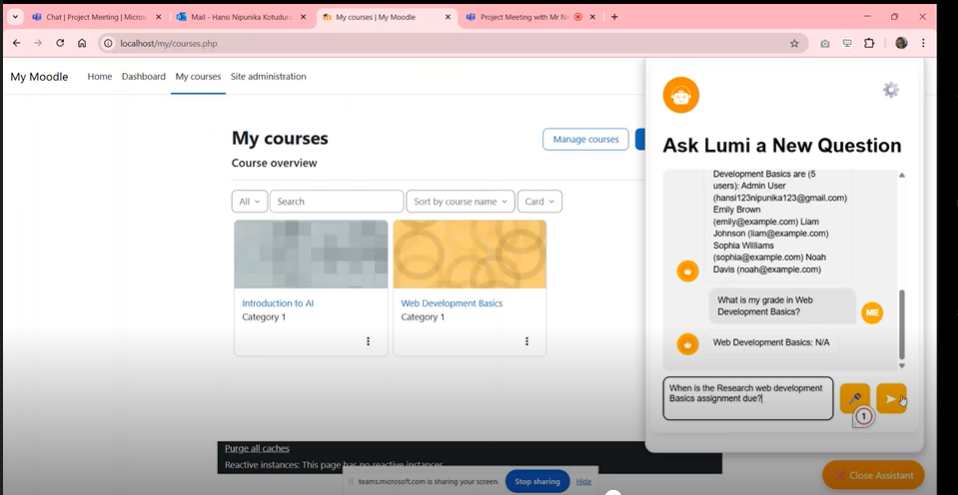 Chat | Project Meeting | Micros
Mail - Hansi Nipunika Kotuduc
My courses | My Moodle
Project Meeting with Mr
localhost/my/courses.php
My Moodle
Home
Dashboard
My courses
Site administration
My courses
Manage courses
Course overview
All
Search
Sort by course name
Card
Introduction to AI
Category 1
Web Development Basics
Category 1
Purge all caches
Reactive instances: This page has no reactive instances
teams.microsoft.com is sharing your screen.
Stop sharing
Hide
Ask Lumi a New Question
Development Basics are (5
users): Admin User
(hansi123nipunika123@gmail.com)
Emily Brown
(emily@example.com) Liam
Johnson (liam@example.com)
Sophia Williams
(sophia@example.com) Noah
Davis (noah@example.com)
What is my grade in Web
Development Basics?
ME
Web Development Basics: N/A
When is the Research web development
Basics assignment due?
1
Close Assistant